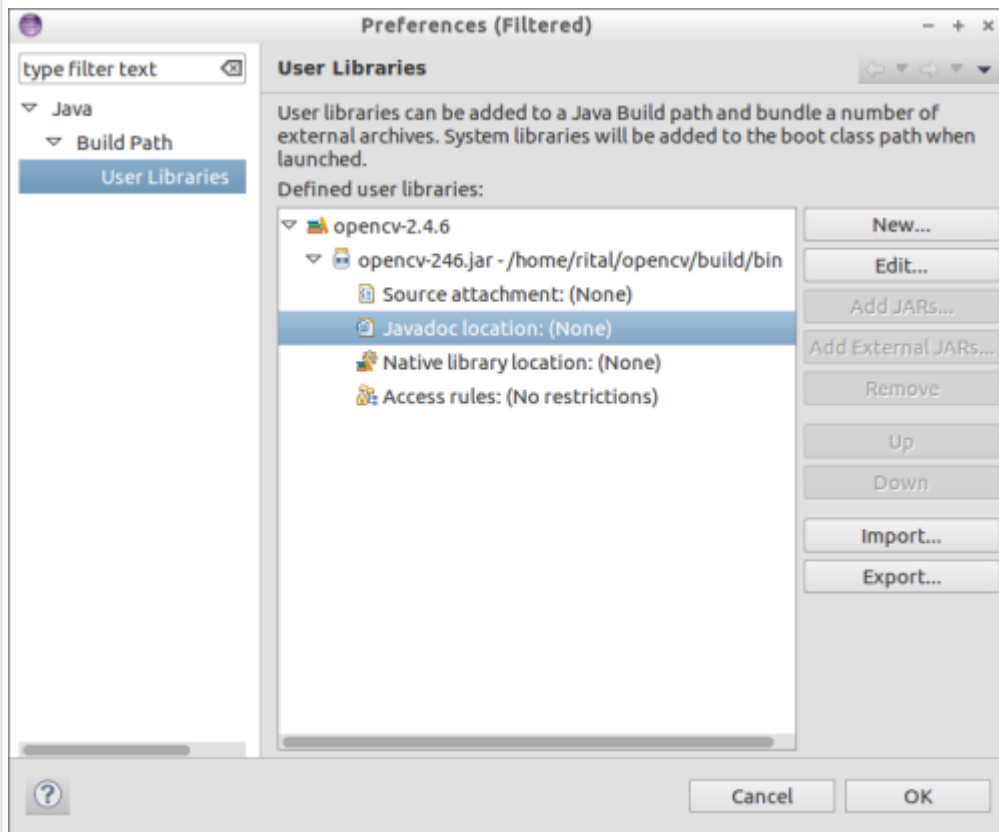 Preferences (Filtered)
type filter text
Java
Build Path
User Libraries
User Libraries
User libraries can be added to a Java Build path and bundle a number of
external archives. System libraries will be added to the boot class path when
launched.
Defined user libraries:
opencv-2.4.6
opencv-246.jar - /home/rital/opencv/build/bin
Source attachment: (None)
Javadoc location: (None)
Native library location: (None)
Access rules: (No restrictions)
New...
Edit...
Add JARs...
Add External JARs...
Remove
Up
Down
Import...
Export...
?
Cancel
OK